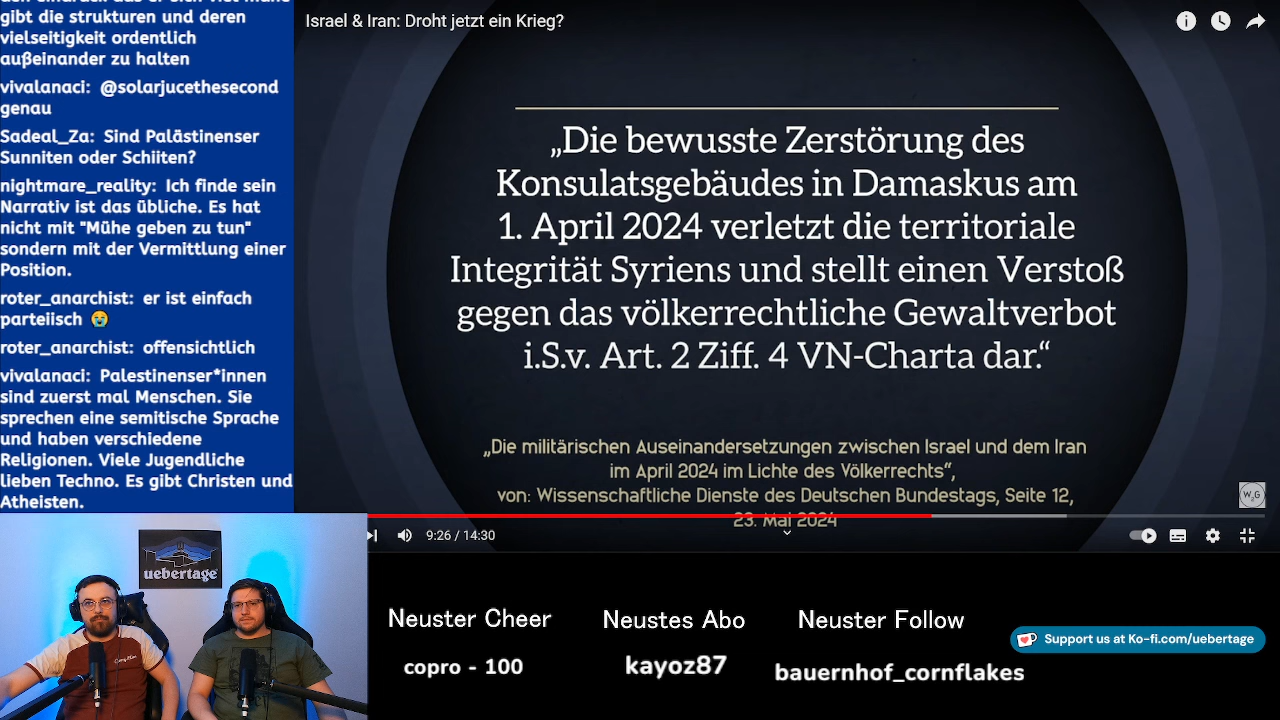 gibt die strukturen und deren
vielseitigkeit ordentlich
außeinander zu halten
vivalanaci: @solarjucethesecond
genau
Sadeal_Za: Sind Palästinenser
Sunniten oder Schiiten?
nightmare_reality: Ich finde sein
Narrativ ist das übliche. Es hat
nicht mit "Mühe geben zu tun"
sondern mit der Vermittlung einer
Position.
roter_anarchist: er ist einfach
parteiisch 😭
roter_anarchist: offensichtlich
vivalanaci: Palestinenser*innen
sind zuerst mal Menschen. Sie
sprechen eine semitische Sprache
und haben verschiedene
Religionen. Viele Jugendliche
lieben Techno. Es gibt Christen und
Atheisten.
Israel & Iran: Droht jetzt ein Krieg?
„Die bewusste Zerstörung des
Konsulatsgebäudes in Damaskus am
1. April 2024 verletzt die territoriale
Integrität Syriens und stellt einen Verstoß
gegen das völkerrechtliche Gewaltverbot
i.S.v. Art. 2 Ziff. 4 VN-Charta dar.“
„Die militärischen Auseinandersetzungen zwischen Israel und dem Iran
im April 2024 im Lichte des Völkerrechts“,
von: Wissenschaftliche Dienste des Deutschen Bundestags, Seite 12,
23. Mai 2024
W2G
9:26 / 14:30
uebertage
Neuster Cheer
copro - 100
Neustes Abo
kayoz87
Neuster Follow
bauernhof_cornflakes
Support us at Ko-fi.com/uebertage